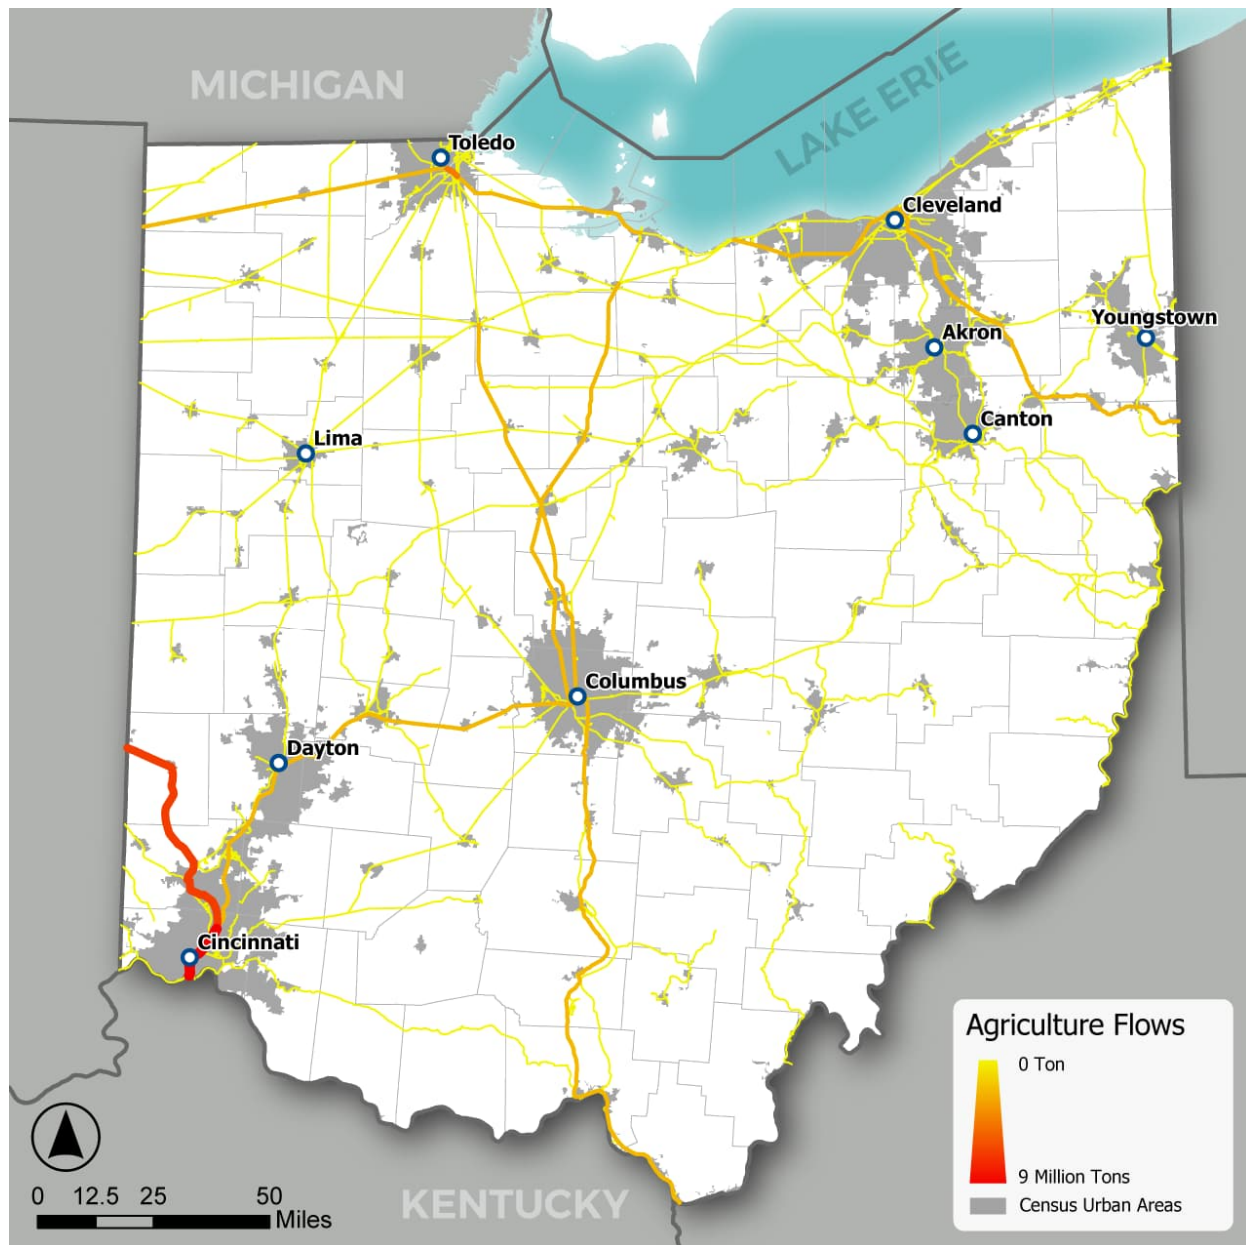 MICHIGAN
LAKE ERIE
Toledo
Cleveland
Youngstown
Akron
Canton
Lima
Columbus
Dayton
Cincinnati
Agriculture Flows
0 Ton
9 Million Tons
Census Urban Areas
0 12.5 25 50
Miles
KENTUCKY